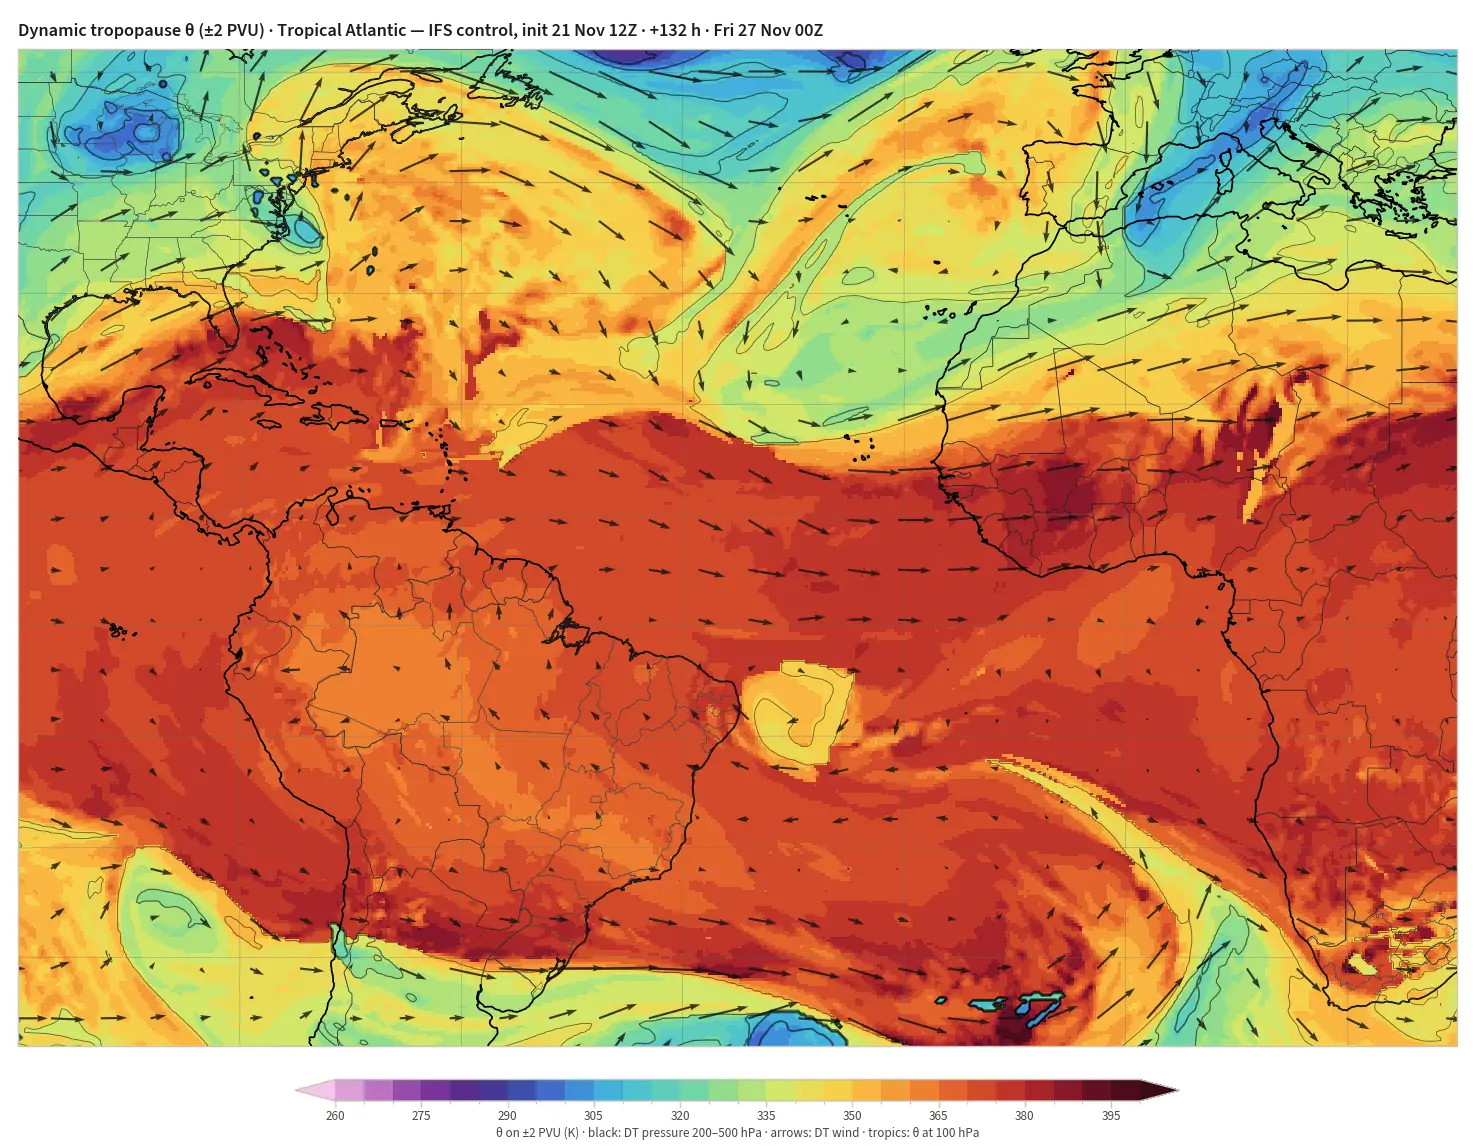 Dynamic tropopause θ (±2 PVU) · Tropical Atlantic — IFS control, init 21 Nov 12Z · +132 h · Fri 27 Nov 00Z
260 275 290 305 320 335 350 365 380 395
θ on ±2 PVU (K) · black: DT pressure 200–500 hPa · arrows: DT wind · tropics: θ at 100 hPa